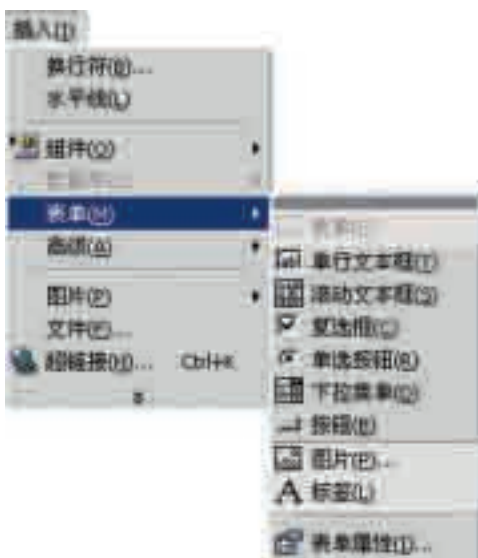 插入(I)
换行符(B)...
水平线(L)
组件(O)
表单(M)
高级(A)
图片(P)
文件(E)...
超链接(H)... Ctrl+K
单行文本框(T)
滚动文本框(S)
复选框(C)
单选按钮(R)
下拉菜单(D)
按钮(B)
图片(P)...
标签(L)
表单属性(I)...